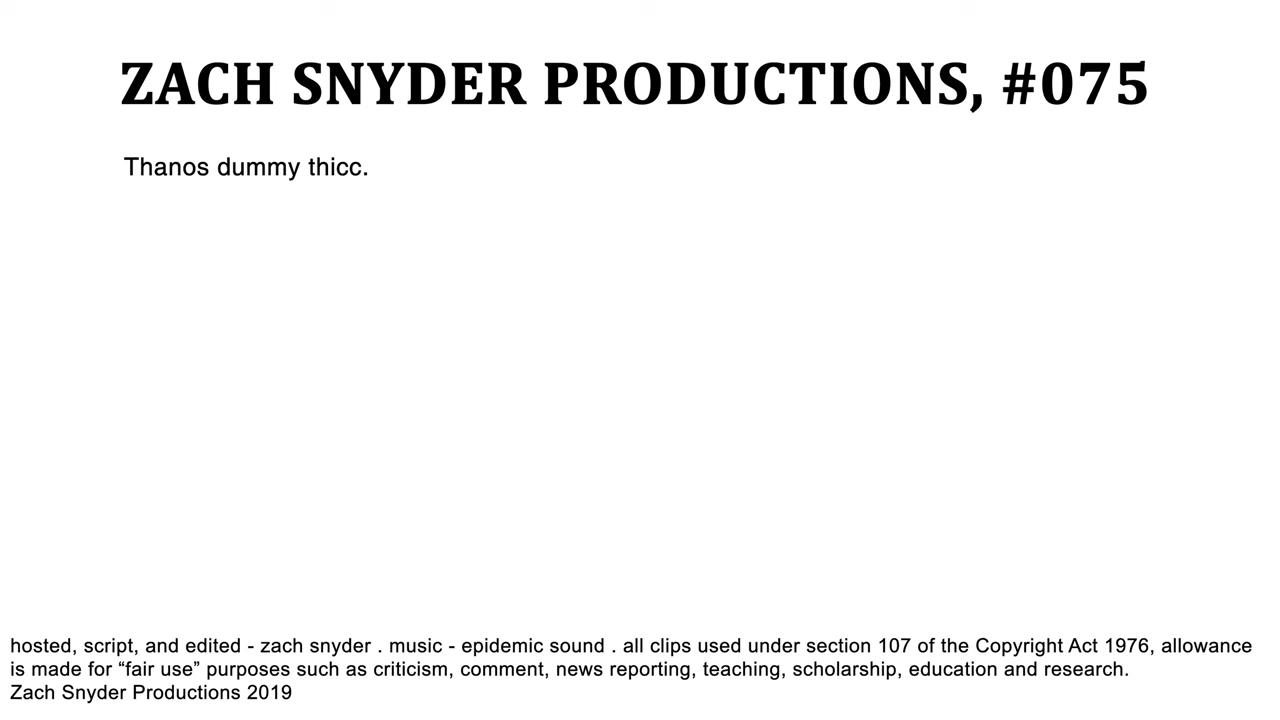 ZACH SNYDER PRODUCTIONS, #075
Thanos dummy thicc.
hosted, script, and edited - zach snyder . music - epidemic sound . all clips used under section 107 of the Copyright Act 1976, allowance
is made for “fair use” purposes such as criticism, comment, news reporting, teaching, scholarship, education and research.
Zach Snyder Productions 2019